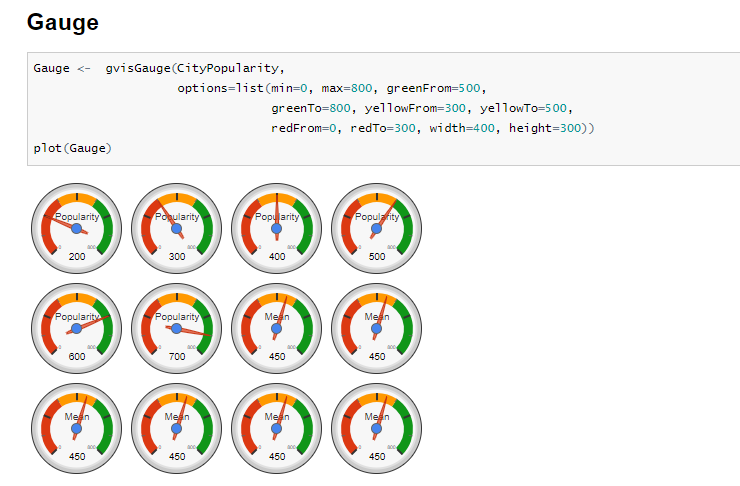 Gauge
Gauge <-  gvisGauge(CityPopularity,
options=list(min=0, max=800, greenFrom=500,
greenTo=800, yellowFrom=300, yellowTo=500,
redFrom=0, redTo=300, width=400, height=300))
plot(Gauge)
Popularity Popularity Popularity Popularity
0 800 0 800 0 800 0 800
200 300 400 500
Popularity Popularity Mean Mean
0 800 0 800 0 800 0 800
600 700 450 450
Mean Mean Mean Mean
0 800 0 800 0 800 0 800
450 450 450 450